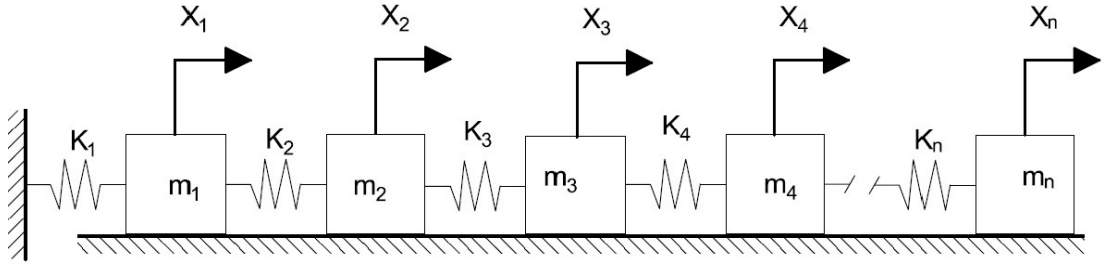 X₁ X₂ X₃ X₄ Xₙ
K₁ K₂ K₃ K₄ Kₙ
m₁ m₂ m₃ m₄ mₙ